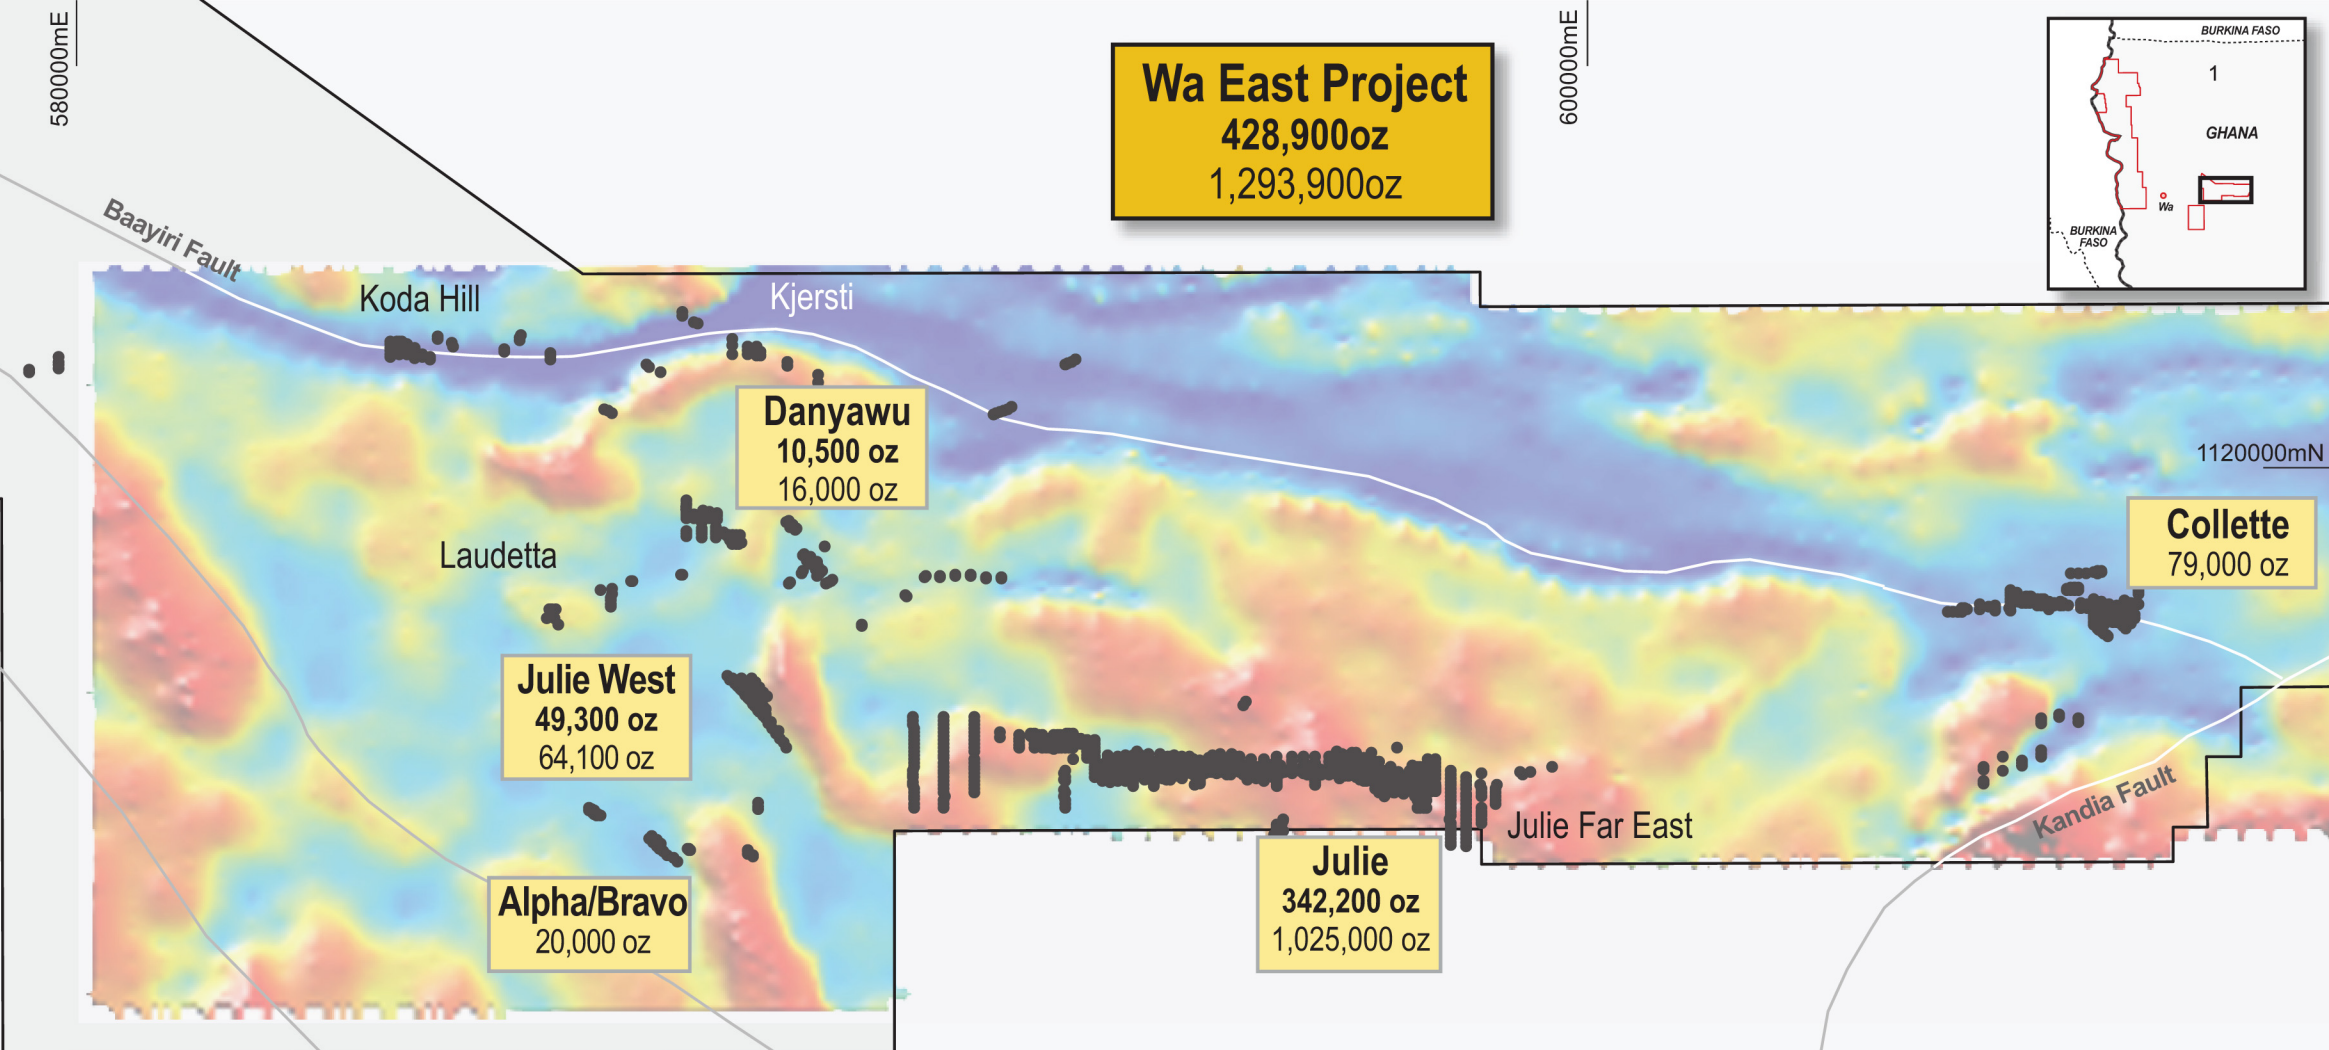 580000mE
600000mE
Wa East Project
428,900oz
1,293,900oz
BURKINA FASO
1
GHANA
Wa
BURKINA
FASO
Baayiri Fault
Koda Hill
Kjersti
Danyawu
10,500 oz
16,000 oz
1120000mN
Collette
79,000 oz
Laudetta
Julie West
49,300 oz
64,100 oz
Kandia Fault
Julie Far East
Julie
342,200 oz
1,025,000 oz
Alpha/Bravo
20,000 oz